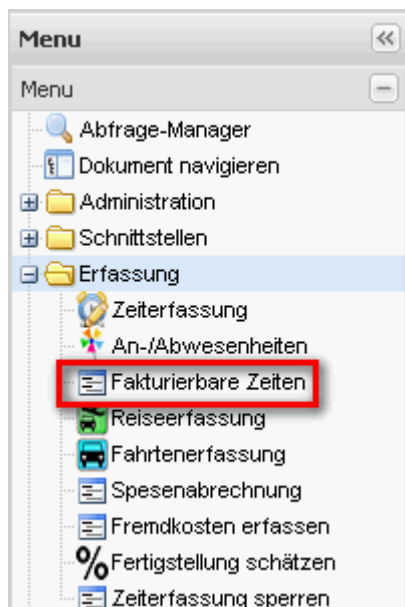 Menu
Menu
Abfrage-Manager
Dokument navigieren
Administration
Schnittstellen
Erfassung
Zeiterfassung
An-/Abwesenheiten
Fakturierbare Zeiten
Reiseerfassung
Fahrtenerfassung
Spesenabrechnung
Fremdkosten erfassen
Fertigstellung schätzen
Zeiterfassung sperren